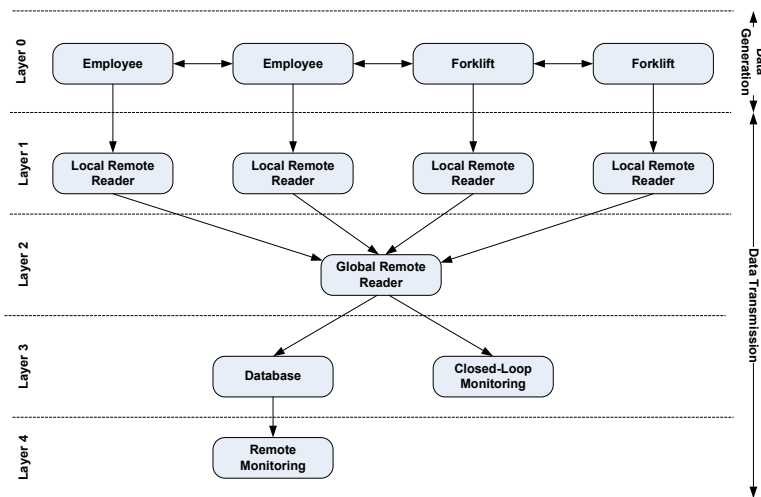 Layer 0
Employee
Employee
Forklift
Forklift
Data
Generation
Layer 1
Local Remote
Reader
Local Remote
Reader
Local Remote
Reader
Local Remote
Reader
Layer 2
Global Remote
Reader
Data Transmission
Layer 3
Database
Closed-Loop
Monitoring
Layer 4
Remote
Monitoring